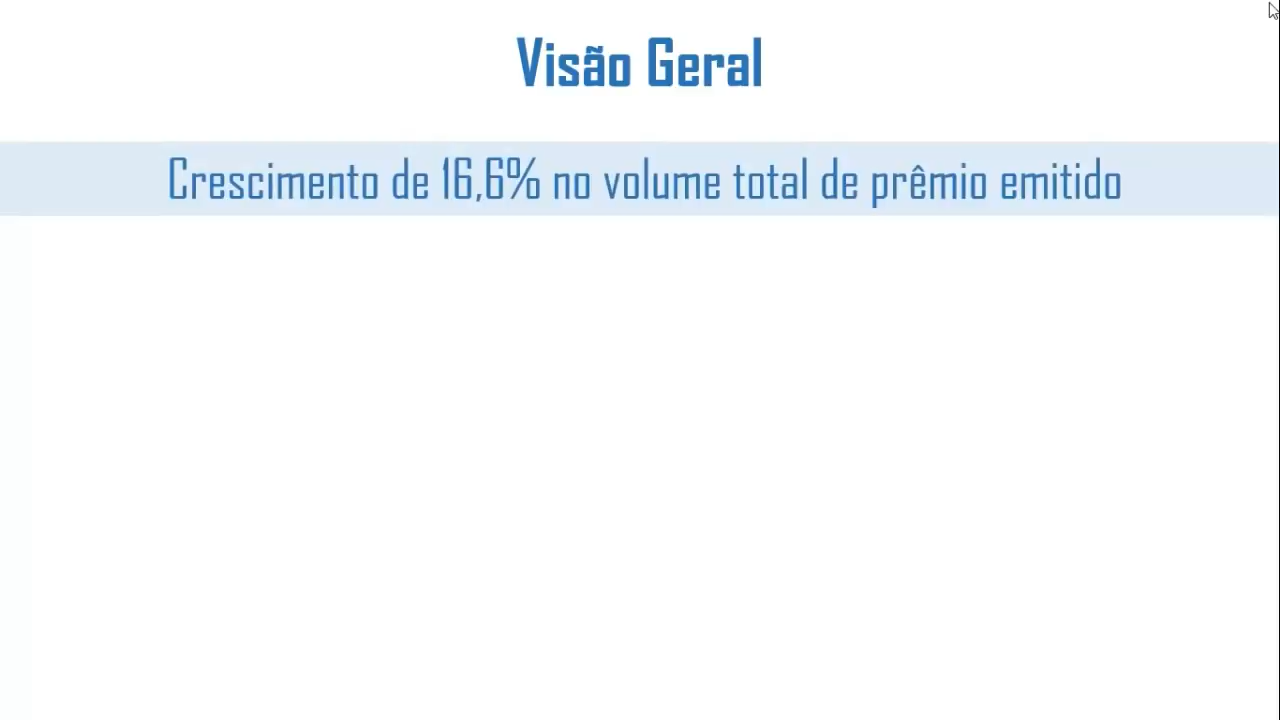 Visão Geral
Crescimento de 16,6% no volume total de prêmio emitido